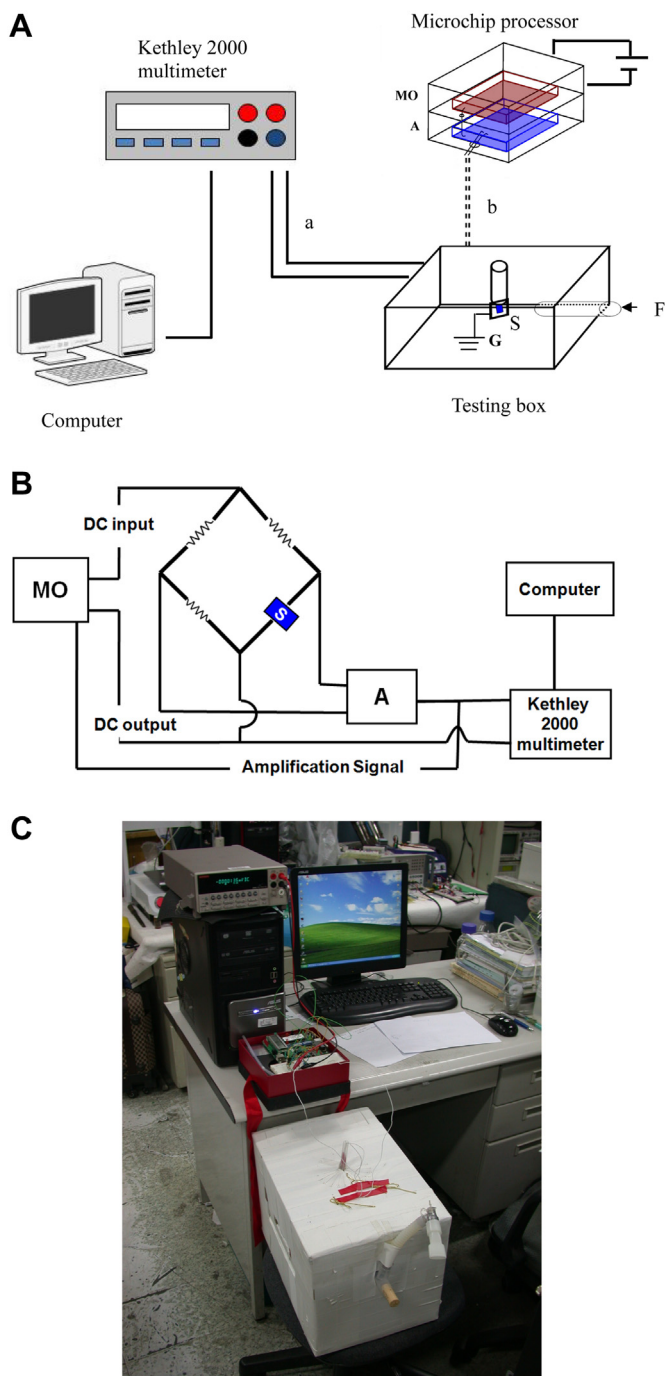 A
Kethley 2000
multimeter
Microchip processor
MO
A
a
b
F
S
G
Computer
Testing box
B
DC input
MO
S
Computer
A
Kethley
2000
multimeter
DC output
Amplification Signal
C